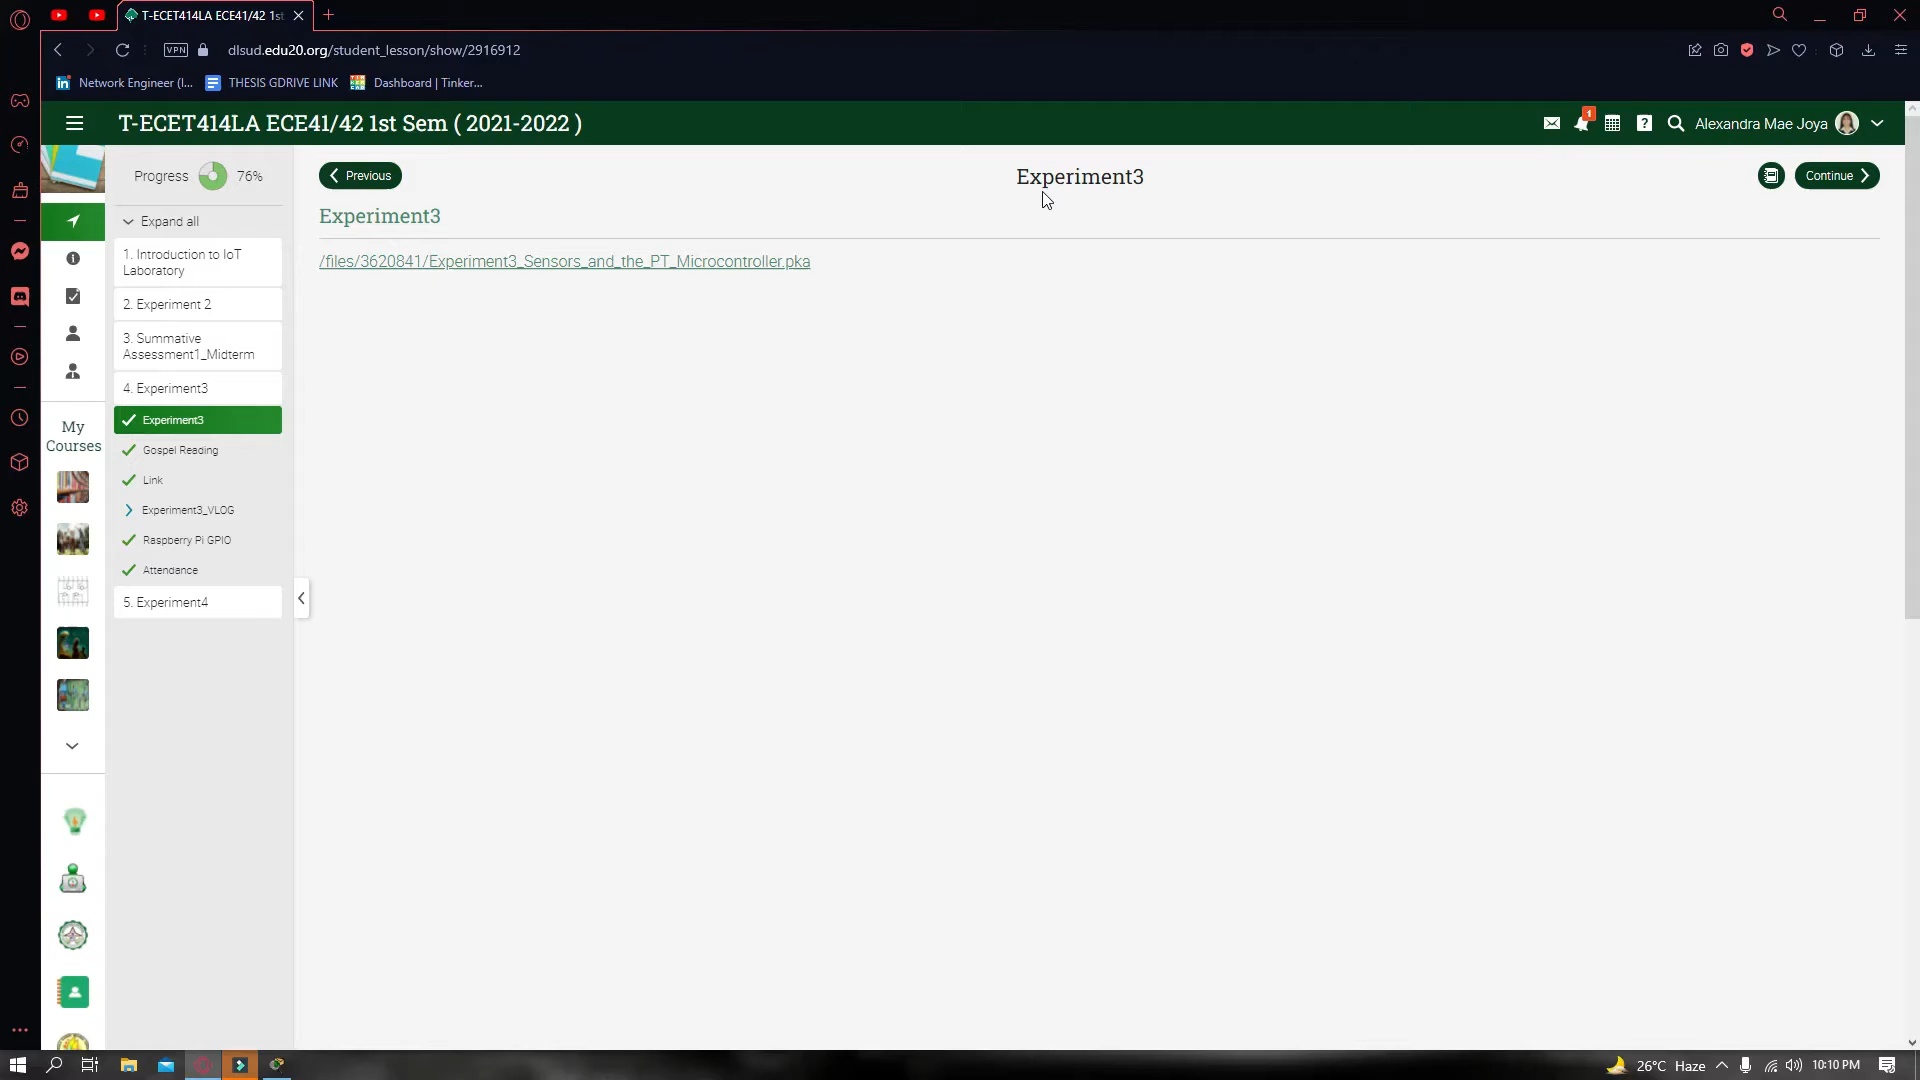 T-ECET414LA ECE41/42 1st
VPN
dlsud.edu20.org/student_lesson/show/2916912
Network Engineer (I...
THESIS GDRIVE LINK
Dashboard | Tinker...
T-ECET414LA ECE41/42 1st Sem ( 2021-2022 )
1
Alexandra Mae Joya
Progress
76%
Previous
Experiment3
Continue
Expand all
Experiment3
/files/3620841/Experiment3_Sensors_and_the_PT_Microcontroller.pka
1. Introduction to IoT
Laboratory
2. Experiment 2
3. Summative
Assessment1_Midterm
4. Experiment3
Experiment3
Gospel Reading
Link
Experiment3_VLOG
Raspberry Pi GPIO
Attendance
5. Experiment4
My
Courses
26°C Haze
10:10 PM